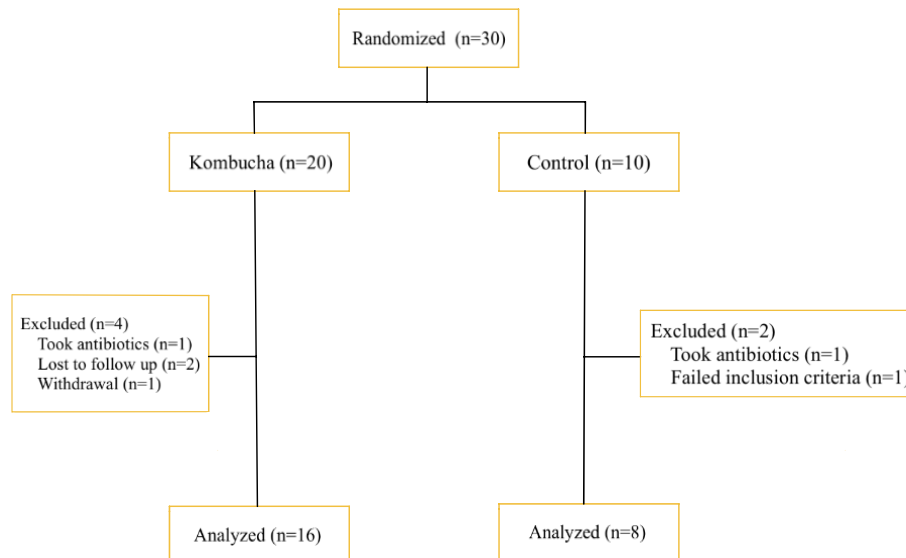 Randomized (n=30)
Kombucha (n=20)
Control (n=10)
Excluded (n=4)
Took antibiotics (n=1)
Lost to follow up (n=2)
Withdrawal (n=1)
Excluded (n=2)
Took antibiotics (n=1)
Failed inclusion criteria (n=1)
Analyzed (n=16)
Analyzed (n=8)